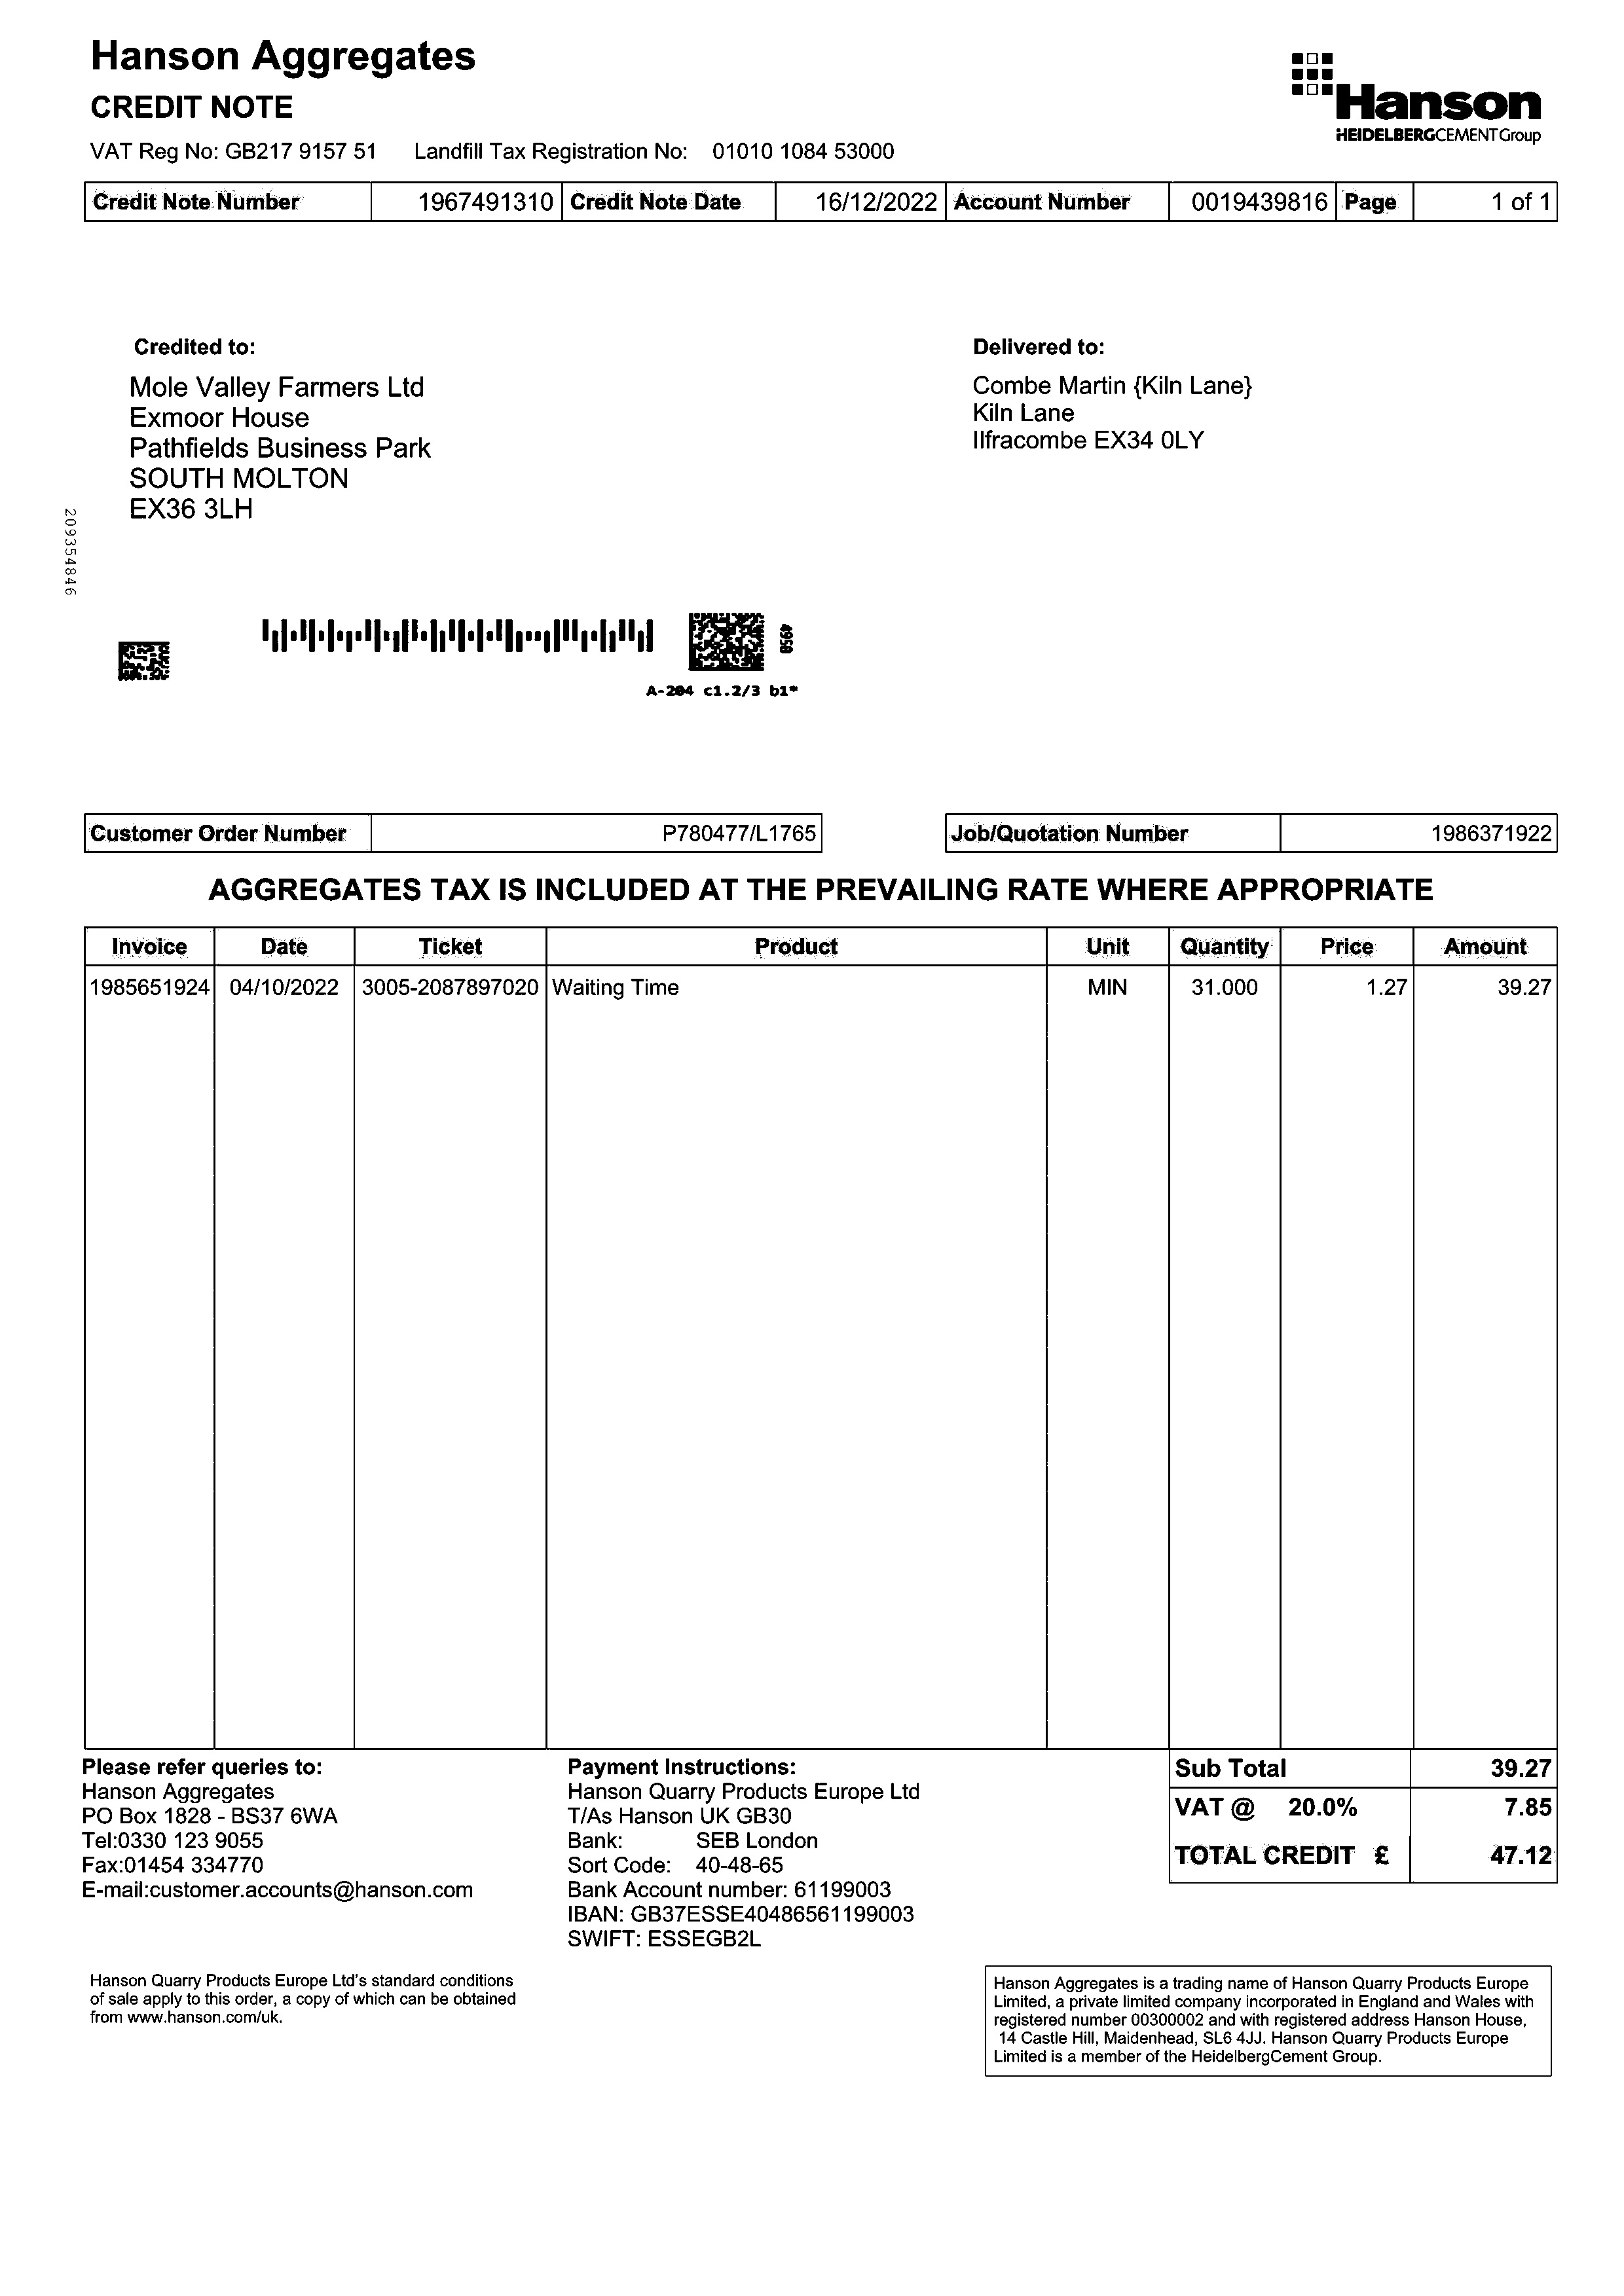 Hanson Aggregates
CREDIT NOTE
VAT Reg No: GB217 9157 51 Landfill Tax Registration No: 01010 1084 53000
Hanson
HEIDELBERGCEMENT Group
Credit Note Number 1967491310 Credit Note Date 16/12/2022 Account Number 0019439816 Page 1 of 1
Credited to:
Mole Valley Farmers Ltd
Exmoor House
Pathfields Business Park
SOUTH MOLTON
EX36 3LH
Delivered to:
Combe Martin {Kiln Lane}
Kiln Lane
Ilfracombe EX34 0LY
209354846
4950
A-204 c1.2/3 b1*
Customer Order Number P780477/L1765
Job/Quotation Number 1986371922
AGGREGATES TAX IS INCLUDED AT THE PREVAILING RATE WHERE APPROPRIATE
Invoice Date Ticket Product Unit Quantity Price Amount
1985651924 04/10/2022 3005-2087897020 Waiting Time MIN 31.000 1.27 39.27
Please refer queries to:
Hanson Aggregates
PO Box 1828 - BS37 6WA
Tel:0330 123 9055
Fax:01454 334770
E-mail:customer.accounts@hanson.com
Payment Instructions:
Hanson Quarry Products Europe Ltd
T/As Hanson UK GB30
Bank: SEB London
Sort Code: 40-48-65
Bank Account number: 61199003
IBAN: GB37ESSE40486561199003
SWIFT: ESSEGB2L
Sub Total 39.27
VAT @ 20.0% 7.85
TOTAL CREDIT £ 47.12
Hanson Quarry Products Europe Ltd's standard conditions
of sale apply to this order, a copy of which can be obtained
from www.hanson.com/uk.
Hanson Aggregates is a trading name of Hanson Quarry Products Europe
Limited, a private limited company incorporated in England and Wales with
registered number 00300002 and with registered address Hanson House,
14 Castle Hill, Maidenhead, SL6 4JJ. Hanson Quarry Products Europe
Limited is a member of the HeidelbergCement Group.